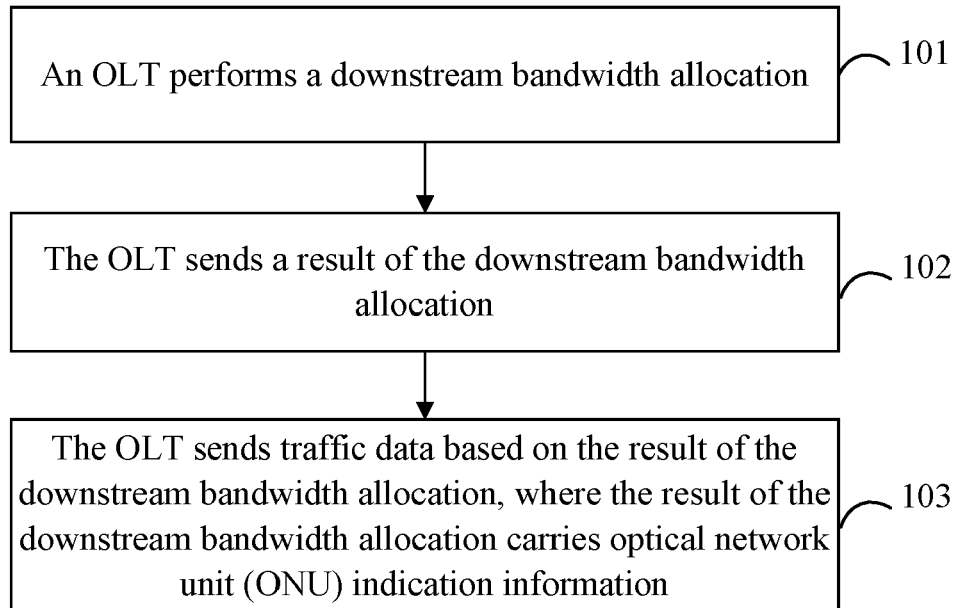 An OLT performs a downstream bandwidth allocation
101
The OLT sends a result of the downstream bandwidth
allocation
102
The OLT sends traffic data based on the result of the
downstream bandwidth allocation, where the result of the
downstream bandwidth allocation carries optical network
unit (ONU) indication information
103